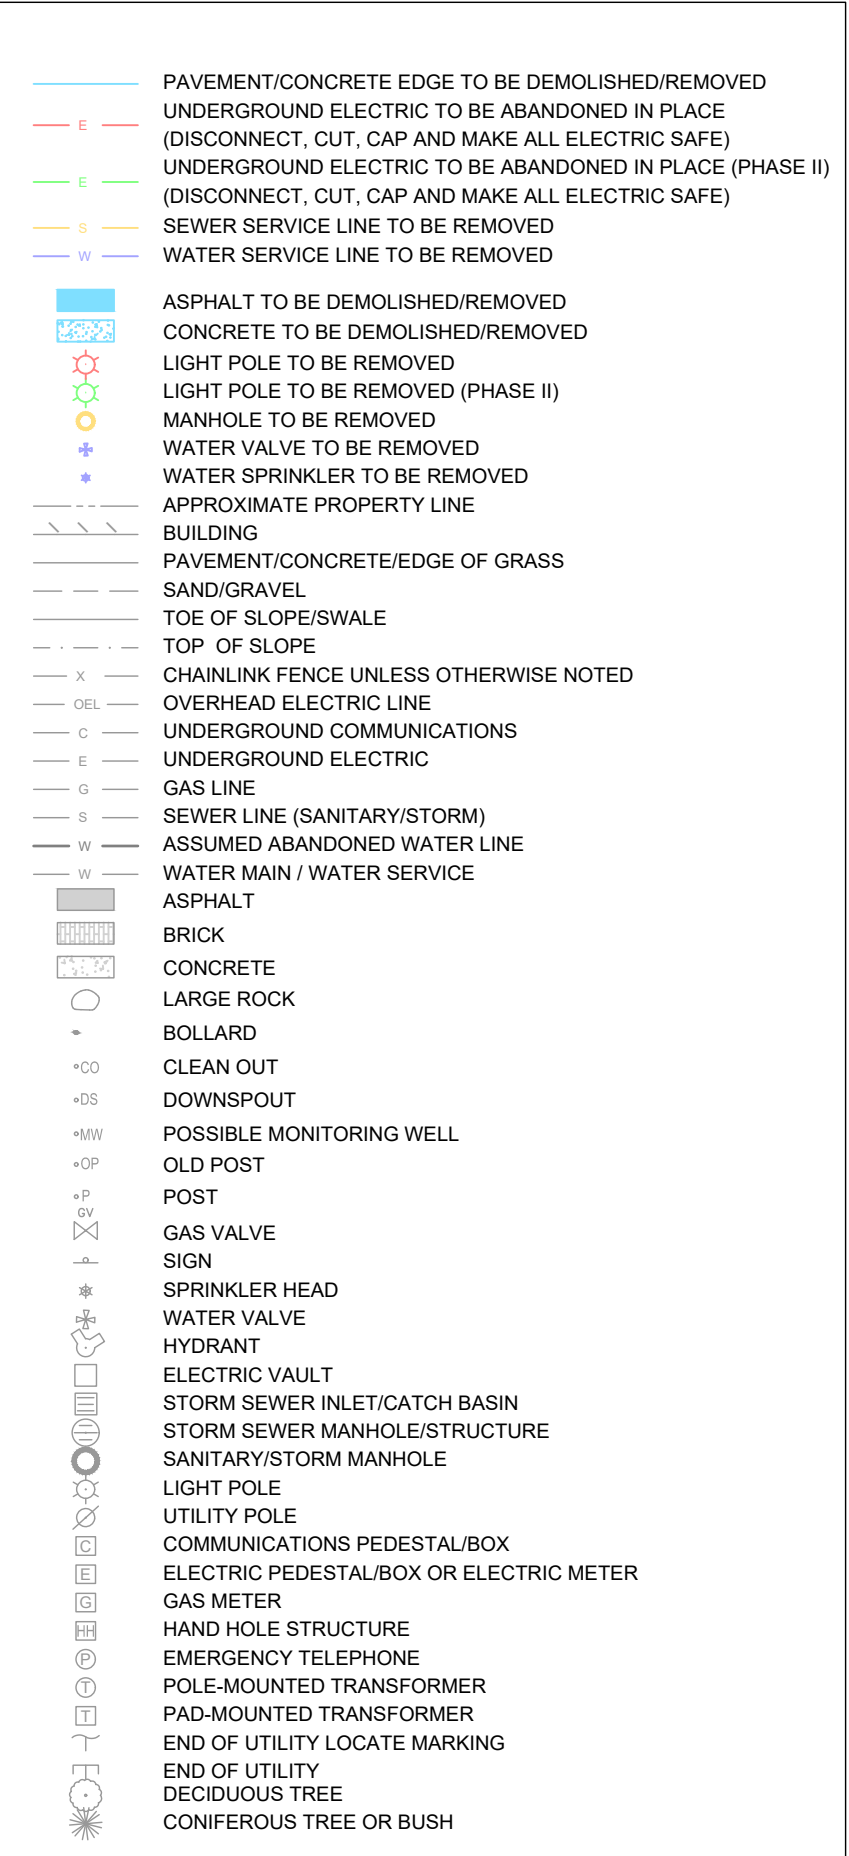 PAVEMENT/CONCRETE EDGE TO BE DEMOLISHED/REMOVED
E UNDERGROUND ELECTRIC TO BE ABANDONED IN PLACE
(DISCONNECT, CUT, CAP AND MAKE ALL ELECTRIC SAFE)
E UNDERGROUND ELECTRIC TO BE ABANDONED IN PLACE (PHASE II)
(DISCONNECT, CUT, CAP AND MAKE ALL ELECTRIC SAFE)
S SEWER SERVICE LINE TO BE REMOVED
W WATER SERVICE LINE TO BE REMOVED
ASPHALT TO BE DEMOLISHED/REMOVED
CONCRETE TO BE DEMOLISHED/REMOVED
LIGHT POLE TO BE REMOVED
LIGHT POLE TO BE REMOVED (PHASE II)
MANHOLE TO BE REMOVED
WATER VALVE TO BE REMOVED
WATER SPRINKLER TO BE REMOVED
APPROXIMATE PROPERTY LINE
BUILDING
PAVEMENT/CONCRETE/EDGE OF GRASS
SAND/GRAVEL
TOE OF SLOPE/SWALE
TOP OF SLOPE
X CHAINLINK FENCE UNLESS OTHERWISE NOTED
OEL OVERHEAD ELECTRIC LINE
C UNDERGROUND COMMUNICATIONS
E UNDERGROUND ELECTRIC
G GAS LINE
S SEWER LINE (SANITARY/STORM)
W ASSUMED ABANDONED WATER LINE
W WATER MAIN / WATER SERVICE
ASPHALT
BRICK
CONCRETE
LARGE ROCK
BOLLARD
CO CLEAN OUT
DS DOWNSPOUT
MW POSSIBLE MONITORING WELL
OP OLD POST
P POST
GV GAS VALVE
SIGN
SPRINKLER HEAD
WATER VALVE
HYDRANT
ELECTRIC VAULT
STORM SEWER INLET/CATCH BASIN
STORM SEWER MANHOLE/STRUCTURE
SANITARY/STORM MANHOLE
LIGHT POLE
UTILITY POLE
C COMMUNICATIONS PEDESTAL/BOX
E ELECTRIC PEDESTAL/BOX OR ELECTRIC METER
G GAS METER
HH HAND HOLE STRUCTURE
P EMERGENCY TELEPHONE
T POLE-MOUNTED TRANSFORMER
T PAD-MOUNTED TRANSFORMER
END OF UTILITY LOCATE MARKING
END OF UTILITY
DECIDUOUS TREE
CONIFEROUS TREE OR BUSH